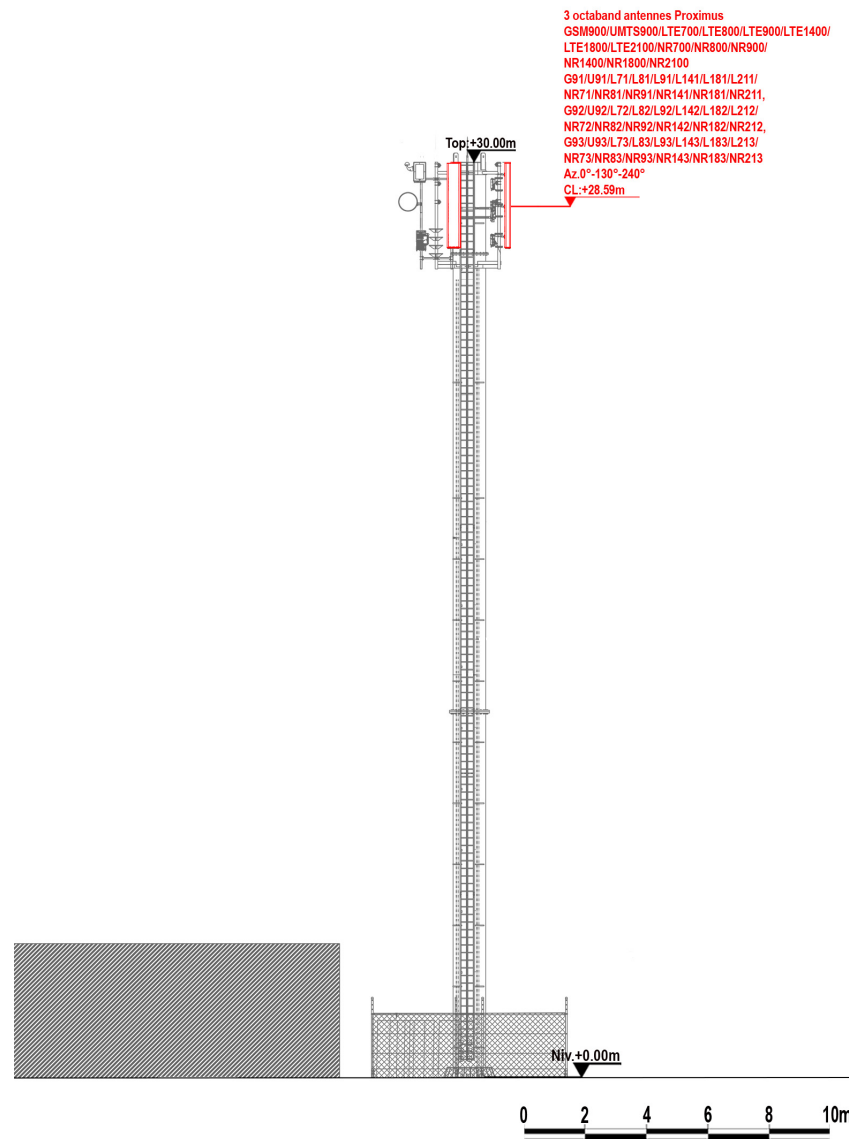 3 octaband antennes Proximus
GSM900/UMTS900/LTE700/LTE800/LTE900/LTE1400/
LTE1800/LTE2100/NR700/NR800/NR900/
NR1400/NR1800/NR2100
G91/U91/L71/L81/L91/L141/L181/L211/
NR71/NR81/NR91/NR141/NR181/NR211,
G92/U92/L72/L82/L92/L142/L182/L212/
NR72/NR82/NR92/NR142/NR182/NR212,
G93/U93/L73/L83/L93/L143/L183/L213/
NR73/NR83/NR93/NR143/NR183/NR213
Az.0°-130°-240°
CL:+28.59m
Top:+30.00m
Niv.+0.00m
0 2 4 6 8 10m